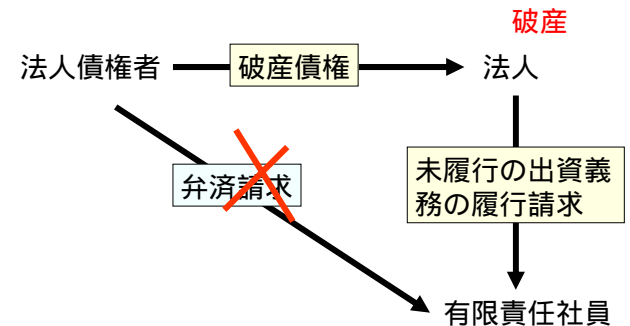 破産
法人債権者
破産債権
法人
弁済請求
未履行の出資義
務の履行請求
有限責任社員